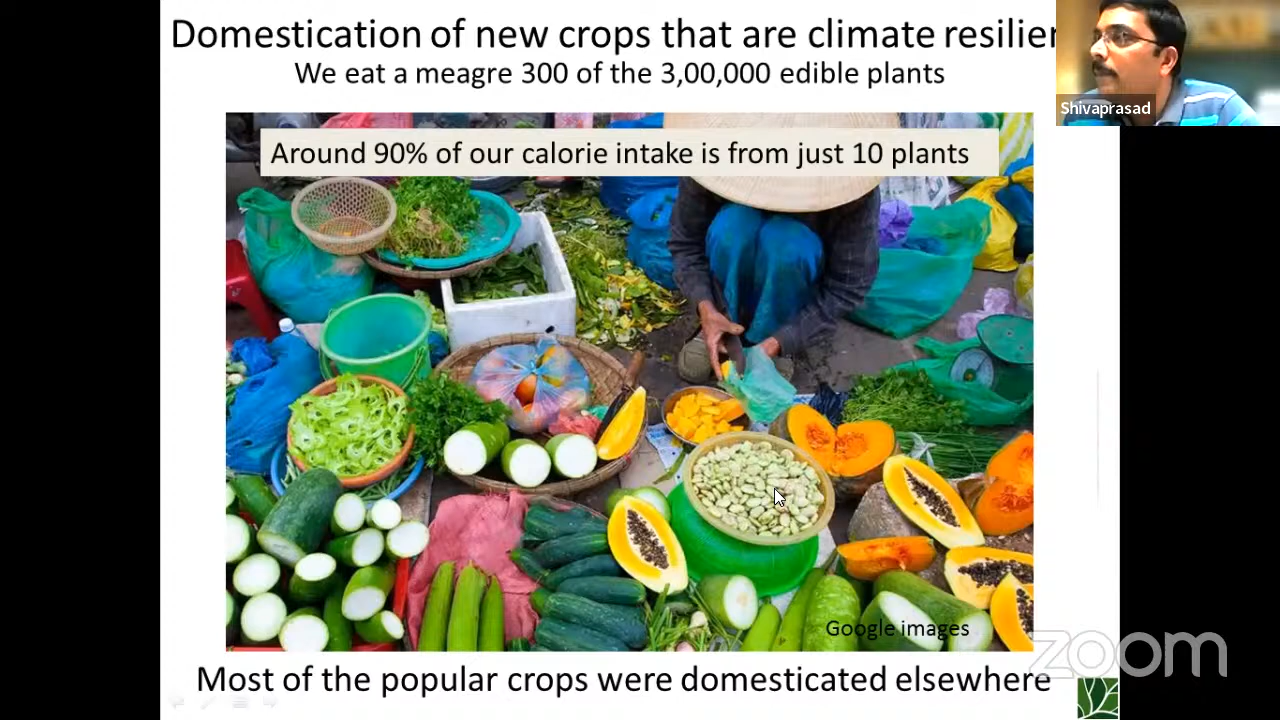 Domestication of new crops that are climate resilien
We eat a meagre 300 of the 3,00,000 edible plants
Shivaprasad
Around 90% of our calorie intake is from just 10 plants
Google images
zoom
Most of the popular crops were domesticated elsewhere